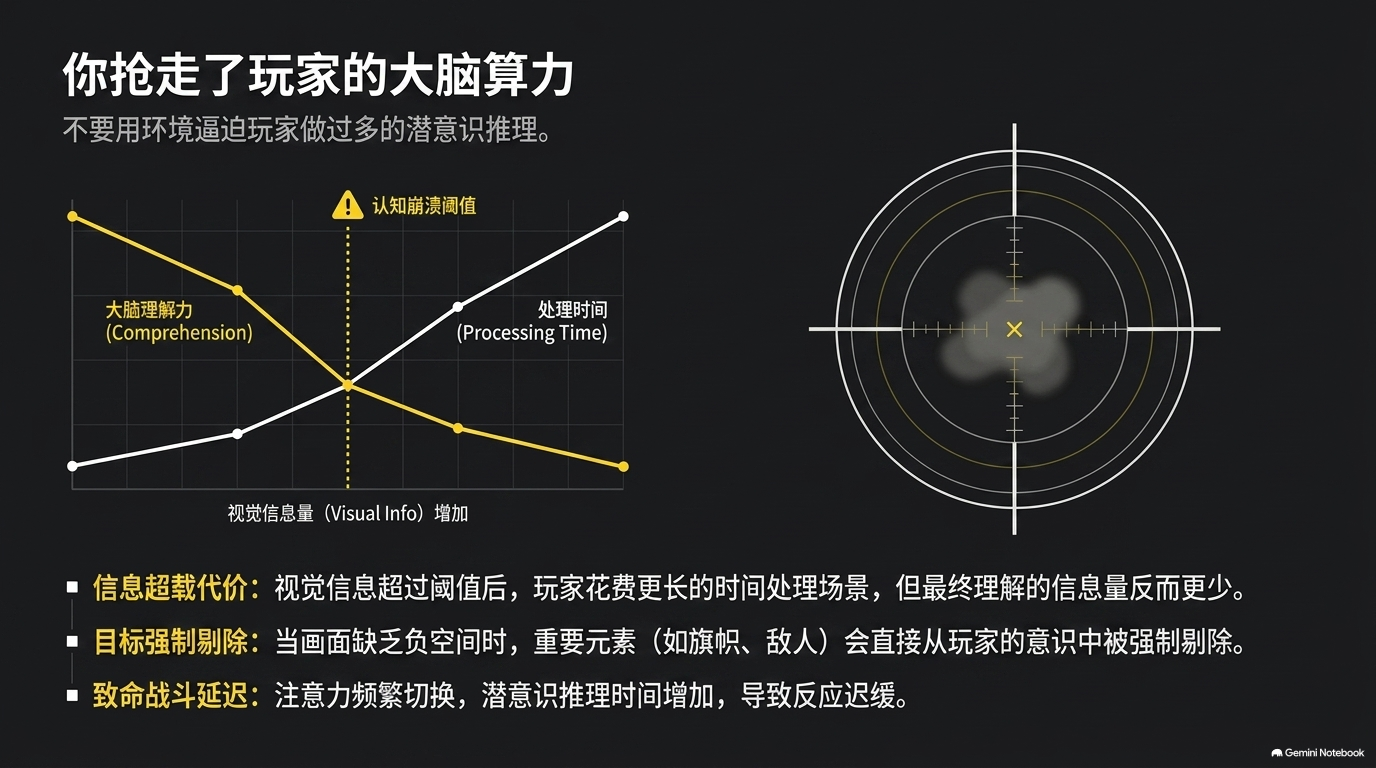 你抢走了玩家的大脑算力
不要用环境逼迫玩家做过多的潜意识推理。
认知崩溃阈值
大脑理解力
(Comprehension)
处理时间
(Processing Time)
视觉信息量（Visual Info）增加
信息超载代价：视觉信息超过阈值后，玩家花费更长的时间处理场景，但最终理解的信息量反而更少。
目标强制剔除：当画面缺乏负空间时，重要元素（如旗帜、敌人）会直接从玩家的意识中被强制剔除。
致命战斗延迟：注意力频繁切换，潜意识推理时间增加，导致反应迟缓。
Gemini Notebook